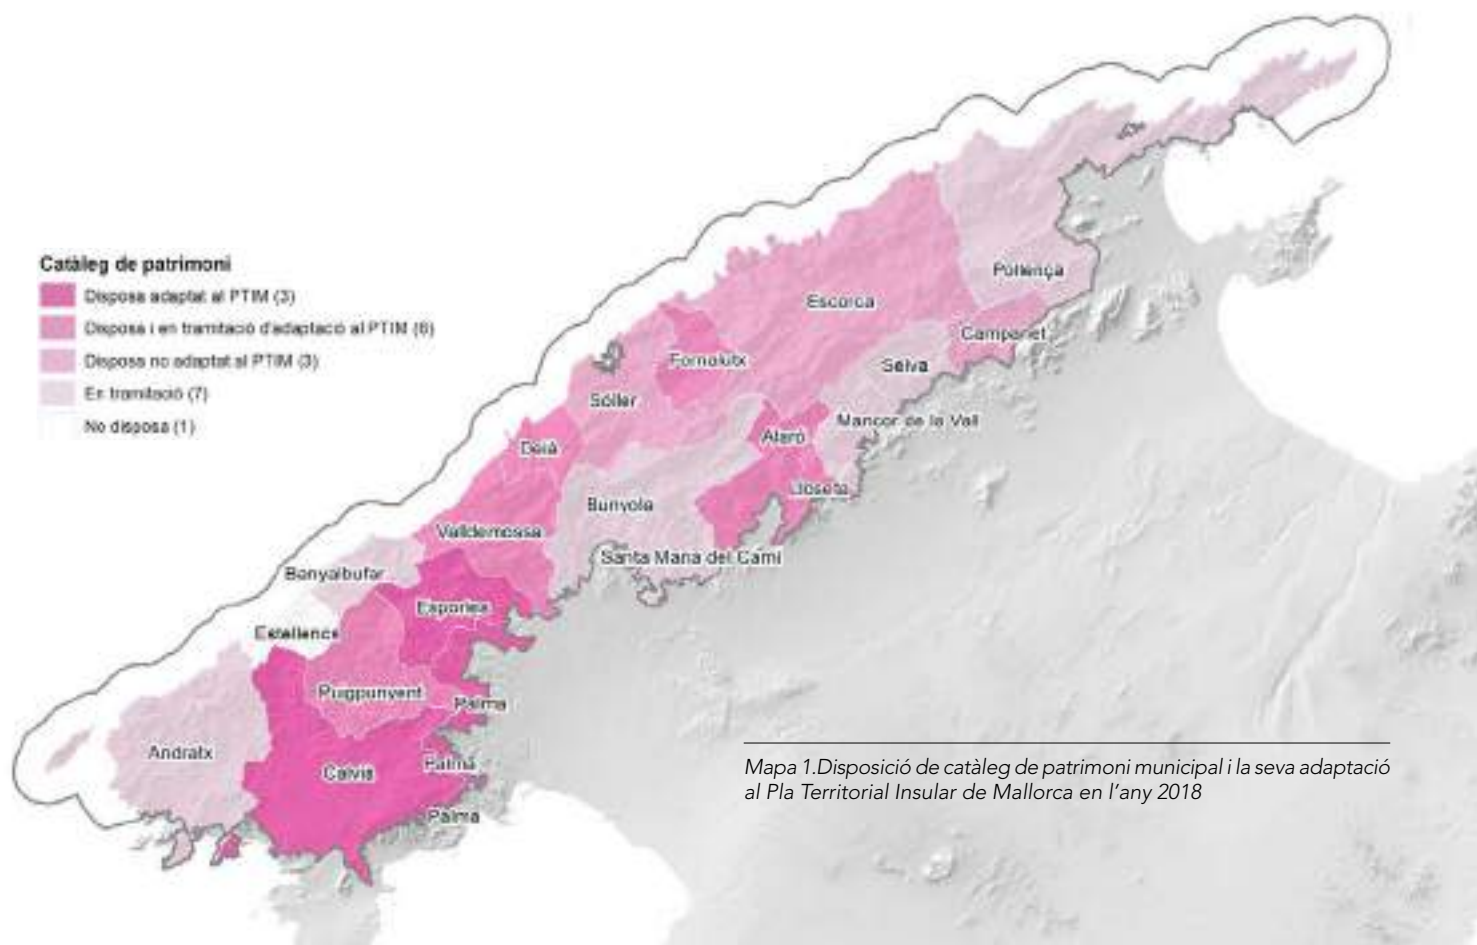 Catàleg de patrimoni
Disposa adaptat al PTIM (3)
Disposa i en tramitació d'adaptació al PTIM (6)
Disposa no adaptat al PTIM (3)
En tramitació (7)
No disposa (1)
Pollença
Escorca
Campanet
Fornalutx
Selva
Sóller
Mancor de la Vall
Alaró
Deià
Lloseta
Bunyola
Valldemossa
Santa Maria del Camí
Banyalbufar
Esporles
Estellencs
Puigpunyent
Palma
Andratx
Calvià
Palma
Palma
Mapa 1.Disposició de catàleg de patrimoni municipal i la seva adaptació
al Pla Territorial Insular de Mallorca en l'any 2018